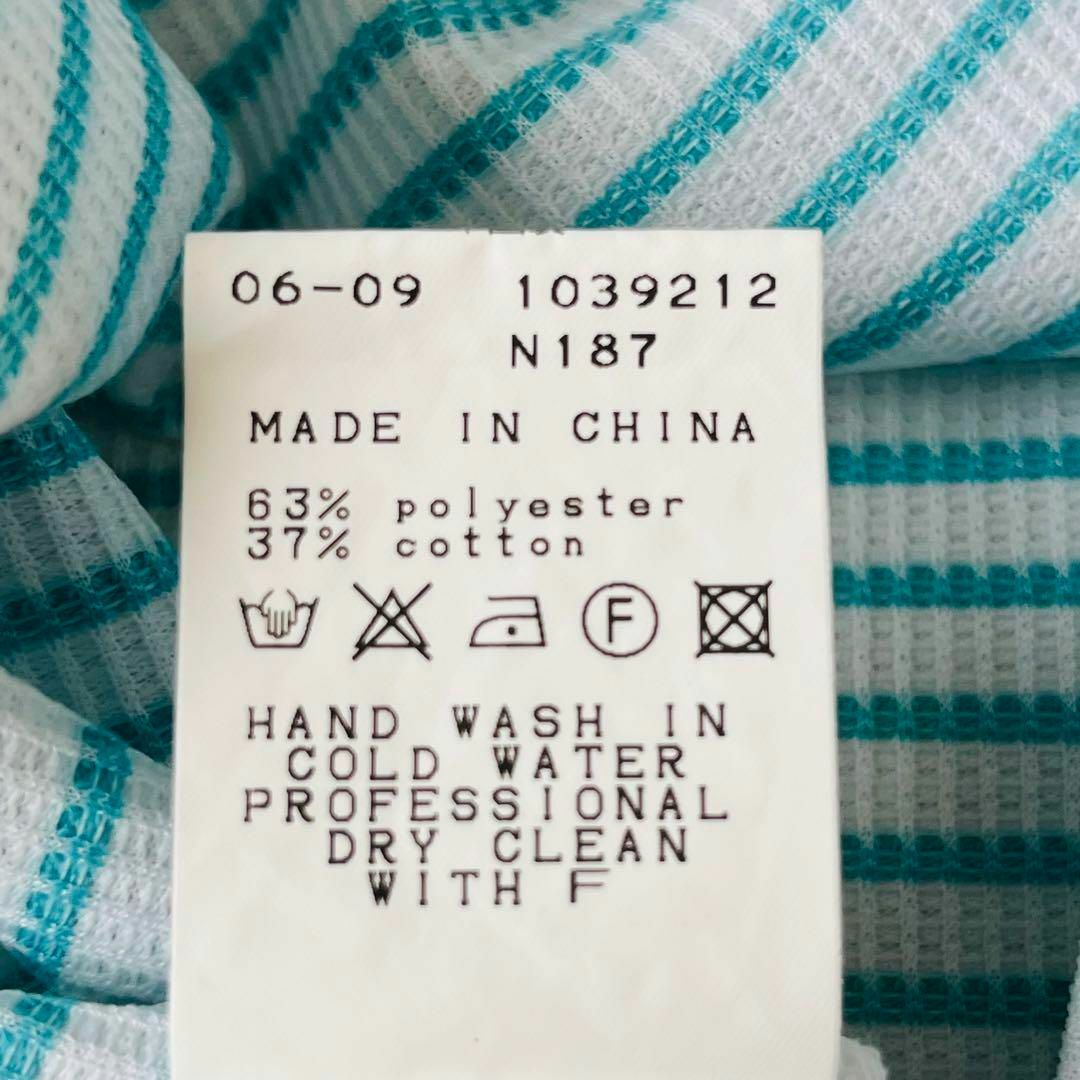 06-09 1039212
N187
MADE IN CHINA
63% polyester
37% cotton
F
HAND WASH IN
COLD WATER
PROFESSIONAL
DRY CLEAN
WITH F